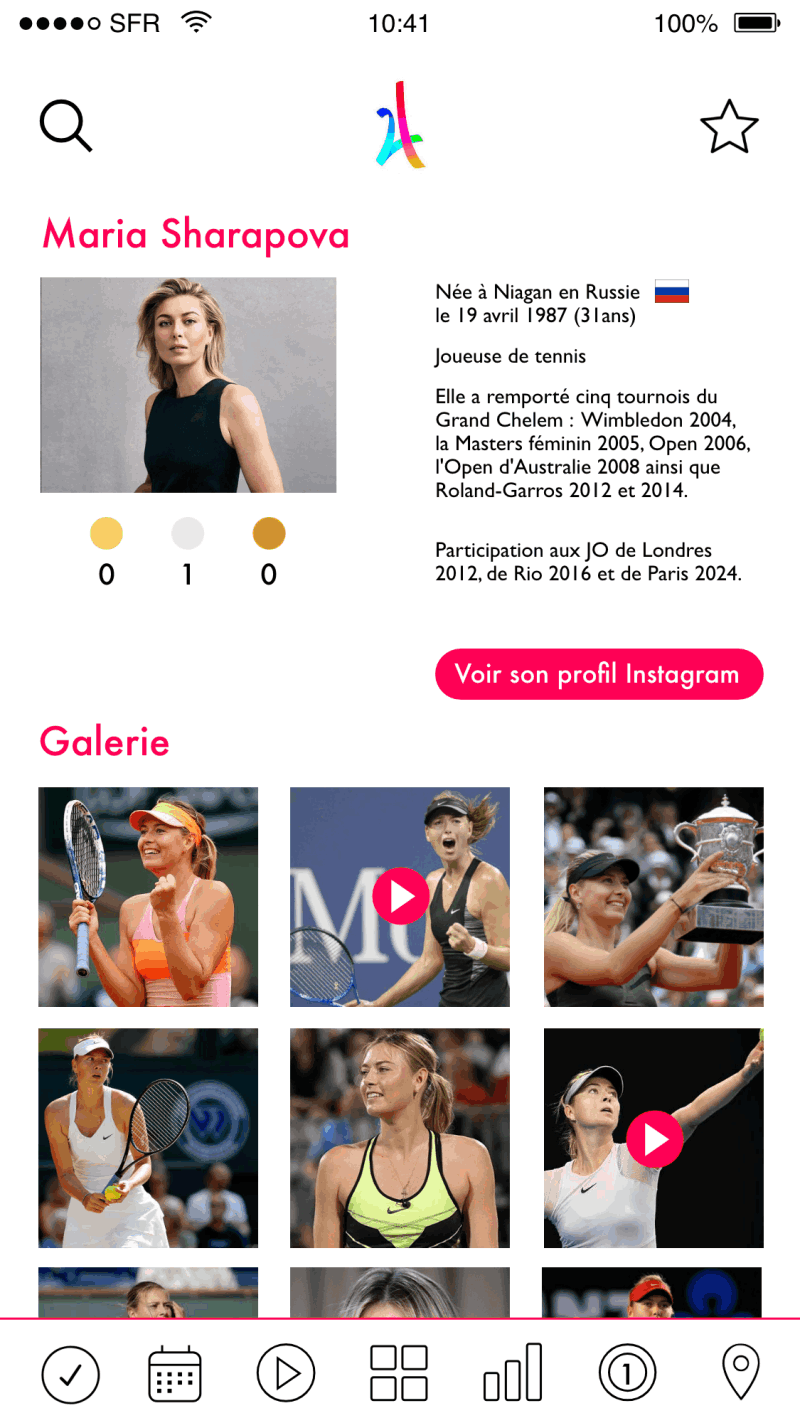 SFR 10:41 100%
Maria Sharapova
Née à Niagan en Russie
le 19 avril 1987 (31ans)
Joueuse de tennis
Elle a remporté cinq tournois du
Grand Chelem : Wimbledon 2004,
la Masters féminin 2005, Open 2006,
l'Open d'Australie 2008 ainsi que
Roland-Garros 2012 et 2014.
0 1 0
Participation aux JO de Londres
2012, de Rio 2016 et de Paris 2024.
Voir son profil Instagram
Galerie
1